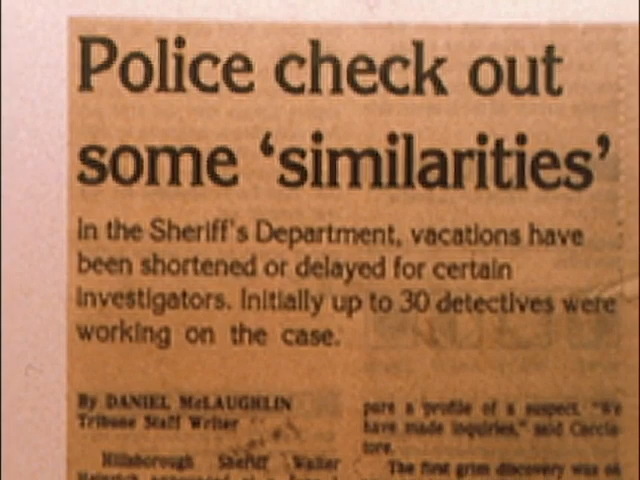 Police check out
some ‘similarities’
In the Sheriff's Department, vacations have
been shortened or delayed for certain
investigators. Initially up to 30 detectives were
working on the case.
By DANIEL McLAUGHLIN
Tribune Staff Writer
Hillsborough Sheriff Walter
Heinrich announced
pare a profile of a suspect. "We
have made inquiries," said Carcia-
tore.
The first grim discovery was on